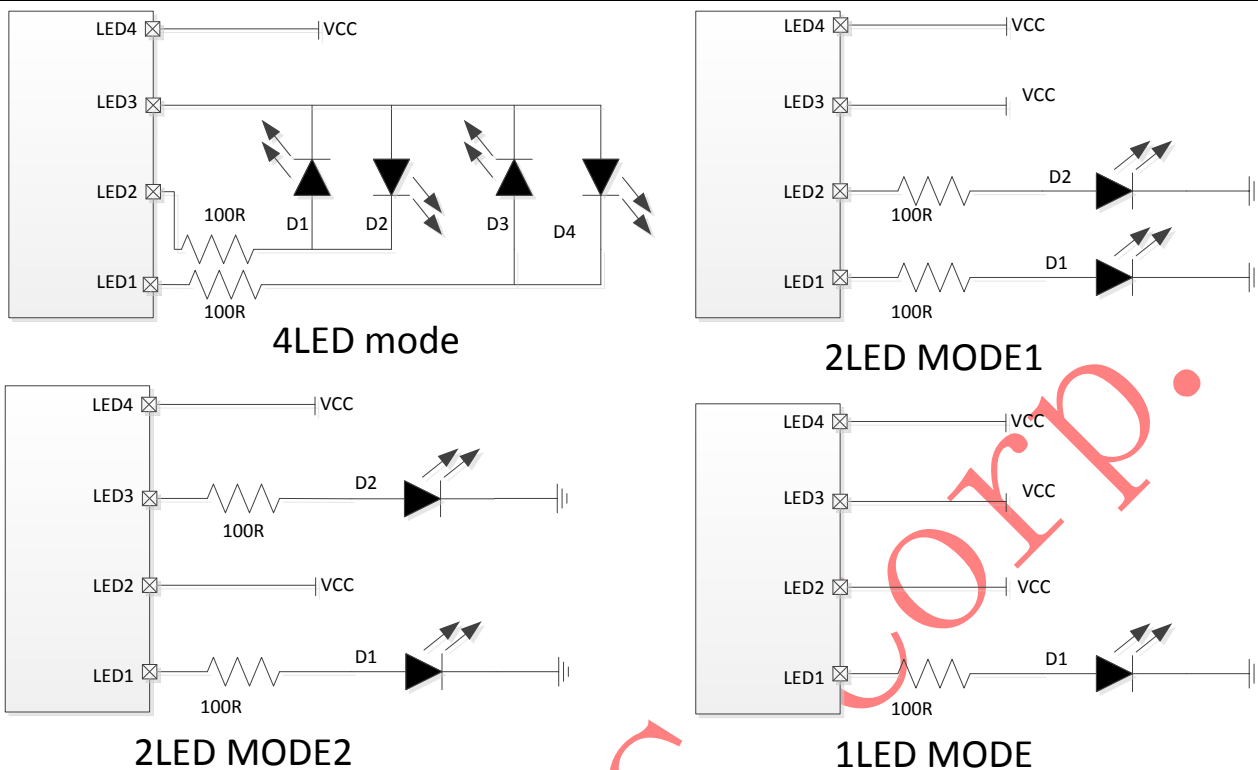 LED4
VCC
LED3
LED2
100R
D1
D2
D3
D4
LED1
100R
4LED mode
LED4
VCC
LED3
VCC
LED2
100R
D2
LED1
100R
D1
2LED MODE1
LED4
VCC
LED3
100R
D2
LED2
VCC
LED1
100R
D1
2LED MODE2
LED4
VCC
LED3
VCC
LED2
VCC
LED1
100R
D1
1LED MODE
corp.